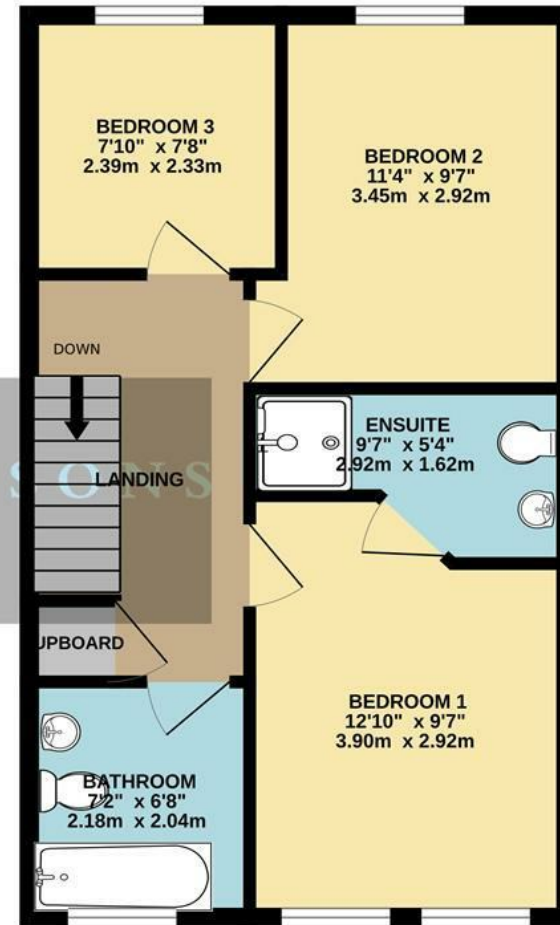 BEDROOM 3
7'10" x 7'8"
2.39m x 2.33m
BEDROOM 2
11'4" x 9'7"
3.45m x 2.92m
DOWN
ENSUITE
9'7" x 5'4"
2.92m x 1.62m
SONS
LANDING
UPBOARD
BEDROOM 1
12'10" x 9'7"
3.90m x 2.92m
BATHROOM
7'2" x 6'8"
2.18m x 2.04m